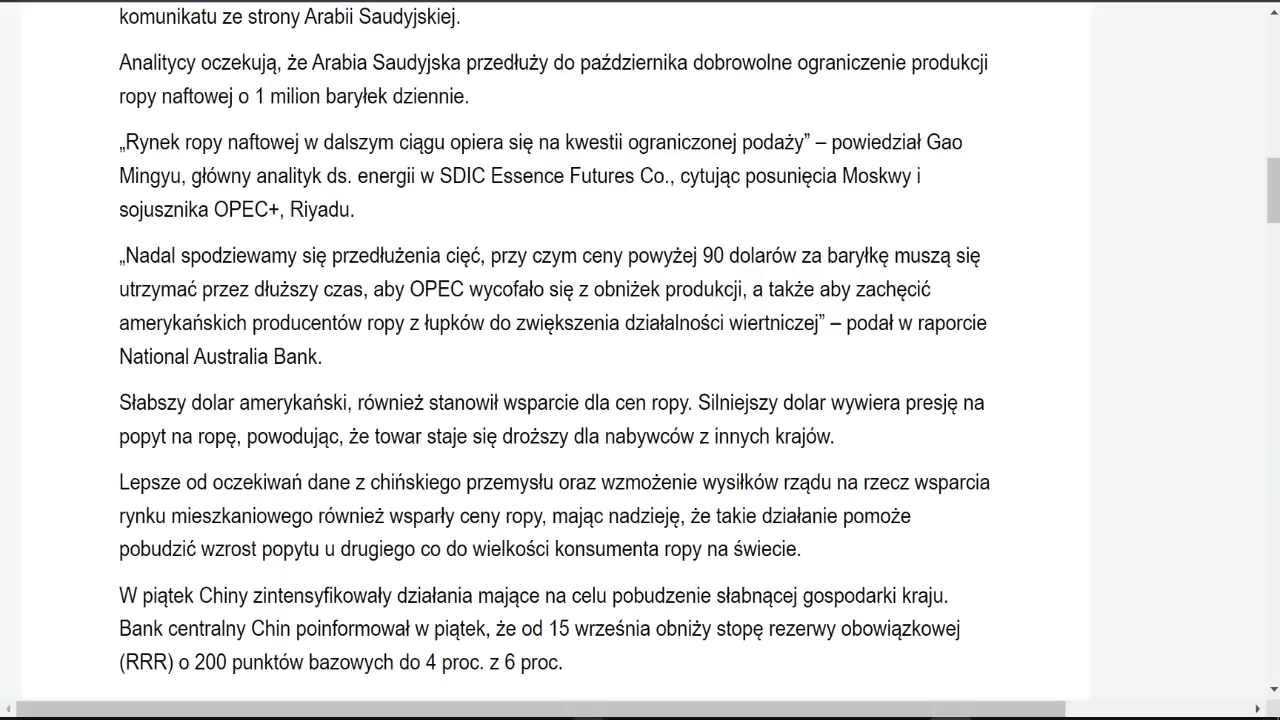 komunikatu ze strony Arabii Saudyjskiej.
Analitycy oczekują, że Arabia Saudyjska przedłuży do października dobrowolne ograniczenie produkcji
ropy naftowej o 1 milion baryłek dziennie.
„Rynek ropy naftowej w dalszym ciągu opiera się na kwestii ograniczonej podaży” – powiedział Gao
Mingyu, główny analityk ds. energii w SDIC Essence Futures Co., cytując posunięcia Moskwy i
sojusznika OPEC+, Riyadu.
„Nadal spodziewamy się przedłużenia cięć, przy czym ceny powyżej 90 dolarów za baryłkę muszą się
utrzymać przez dłuższy czas, aby OPEC wycofało się z obniżek produkcji, a także aby zachęcić
amerykańskich producentów ropy z łupków do zwiększenia działalności wiertniczej” – podał w raporcie
National Australia Bank.
Słabszy dolar amerykański, również stanowił wsparcie dla cen ropy. Silniejszy dolar wywiera presję na
popyt na ropę, powodując, że towar staje się droższy dla nabywców z innych krajów.
Lepsze od oczekiwań dane z chińskiego przemysłu oraz wzmożenie wysiłków rządu na rzecz wsparcia
rynku mieszkaniowego również wsparły ceny ropy, mając nadzieję, że takie działanie pomoże
pobudzić wzrost popytu u drugiego co do wielkości konsumenta ropy na świecie.
W piątek Chiny zintensyfikowały działania mające na celu pobudzenie słabnącej gospodarki kraju.
Bank centralny Chin poinformował w piątek, że od 15 września obniży stopę rezerwy obowiązkowej
(RRR) o 200 punktów bazowych do 4 proc. z 6 proc.